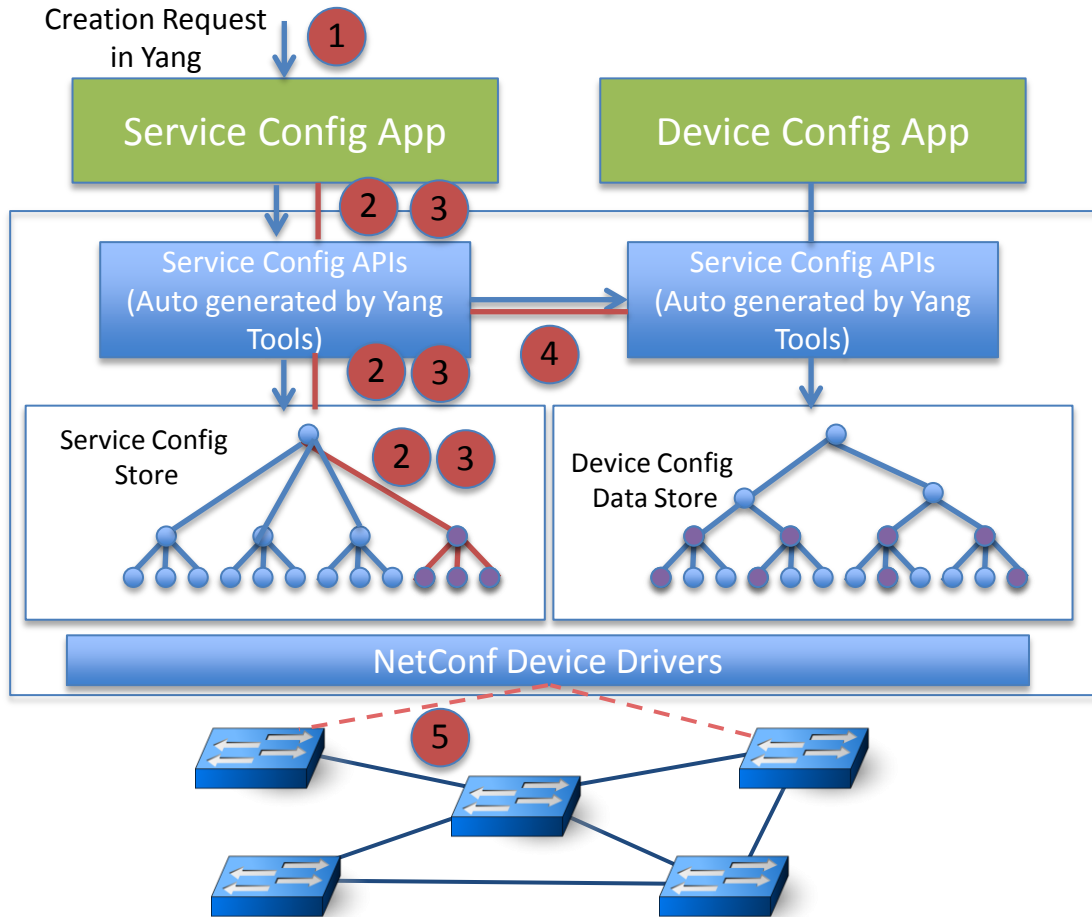 Creation Request
in Yang
1
Service Config App
Device Config App
2
3
Service Config APIs
(Auto generated by Yang
Tools)
Service Config APIs
(Auto generated by Yang
Tools)
4
2
3
Service Config
Store
2
3
Device Config
Data Store
NetConf Device Drivers
5